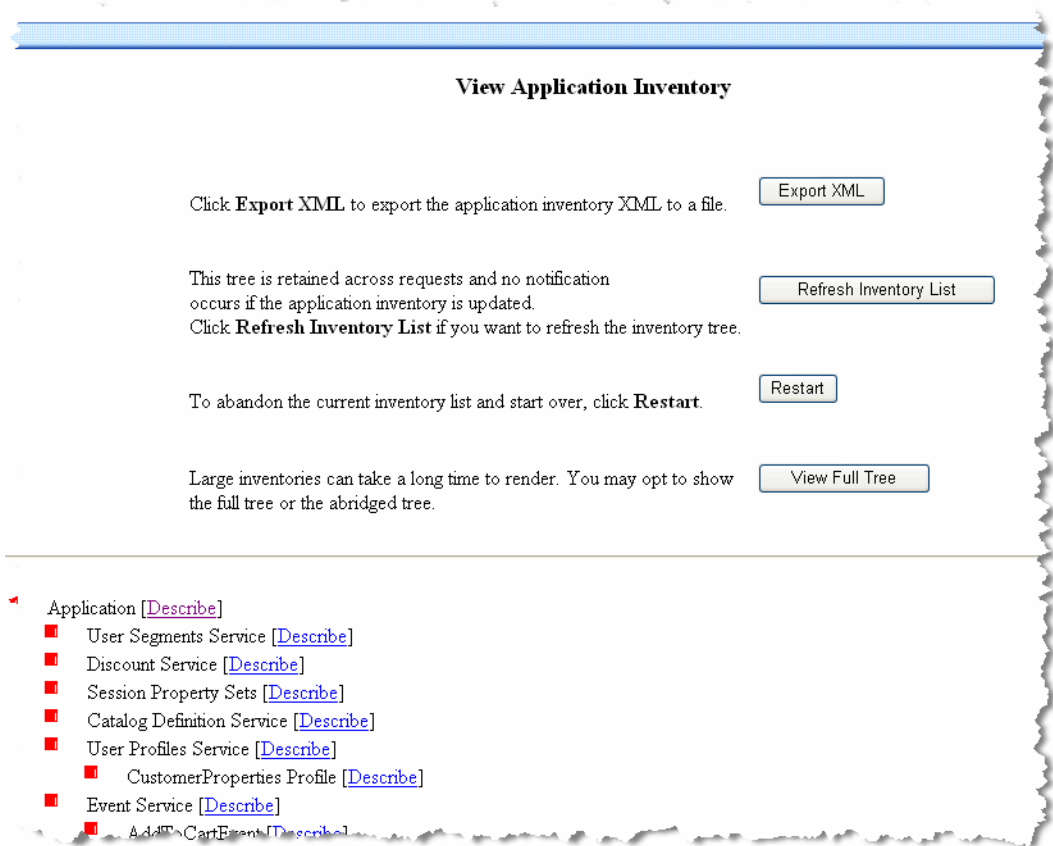 View Application Inventory
Click Export XML to export the application inventory XML to a file.
Export XML
This tree is retained across requests and no notification
occurs if the application inventory is updated.
Click Refresh Inventory List if you want to refresh the inventory tree.
Refresh Inventory List
To abandon the current inventory list and start over, click Restart.
Restart
Large inventories can take a long time to render. You may opt to show
the full tree or the abridged tree.
View Full Tree
Application [Describe]
User Segments Service [Describe]
Discount Service [Describe]
Session Property Sets [Describe]
Catalog Definition Service [Describe]
User Profiles Service [Describe]
CustomerProperties Profile [Describe]
Event Service [Describe]
AddToCartEvent [Describe]